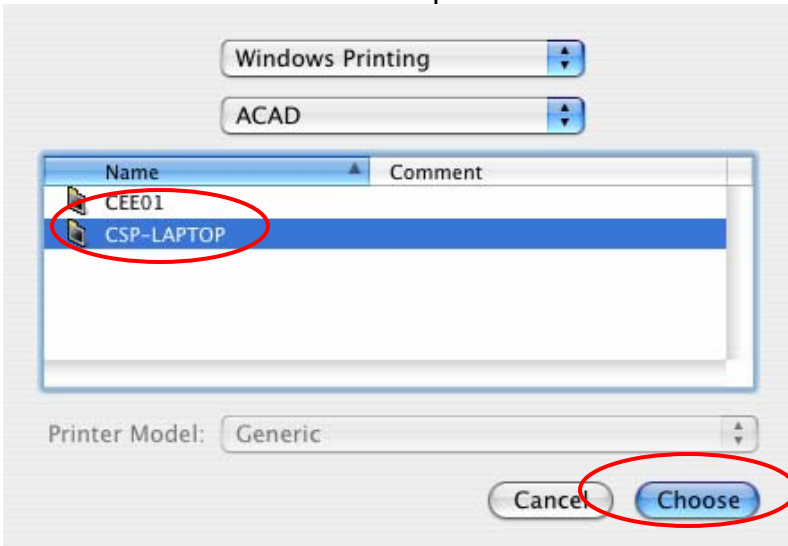 Windows Printing
ACAD
Name Comment
CEE01
CSP-LAPTOP
Printer Model: Generic
Cancel Choose